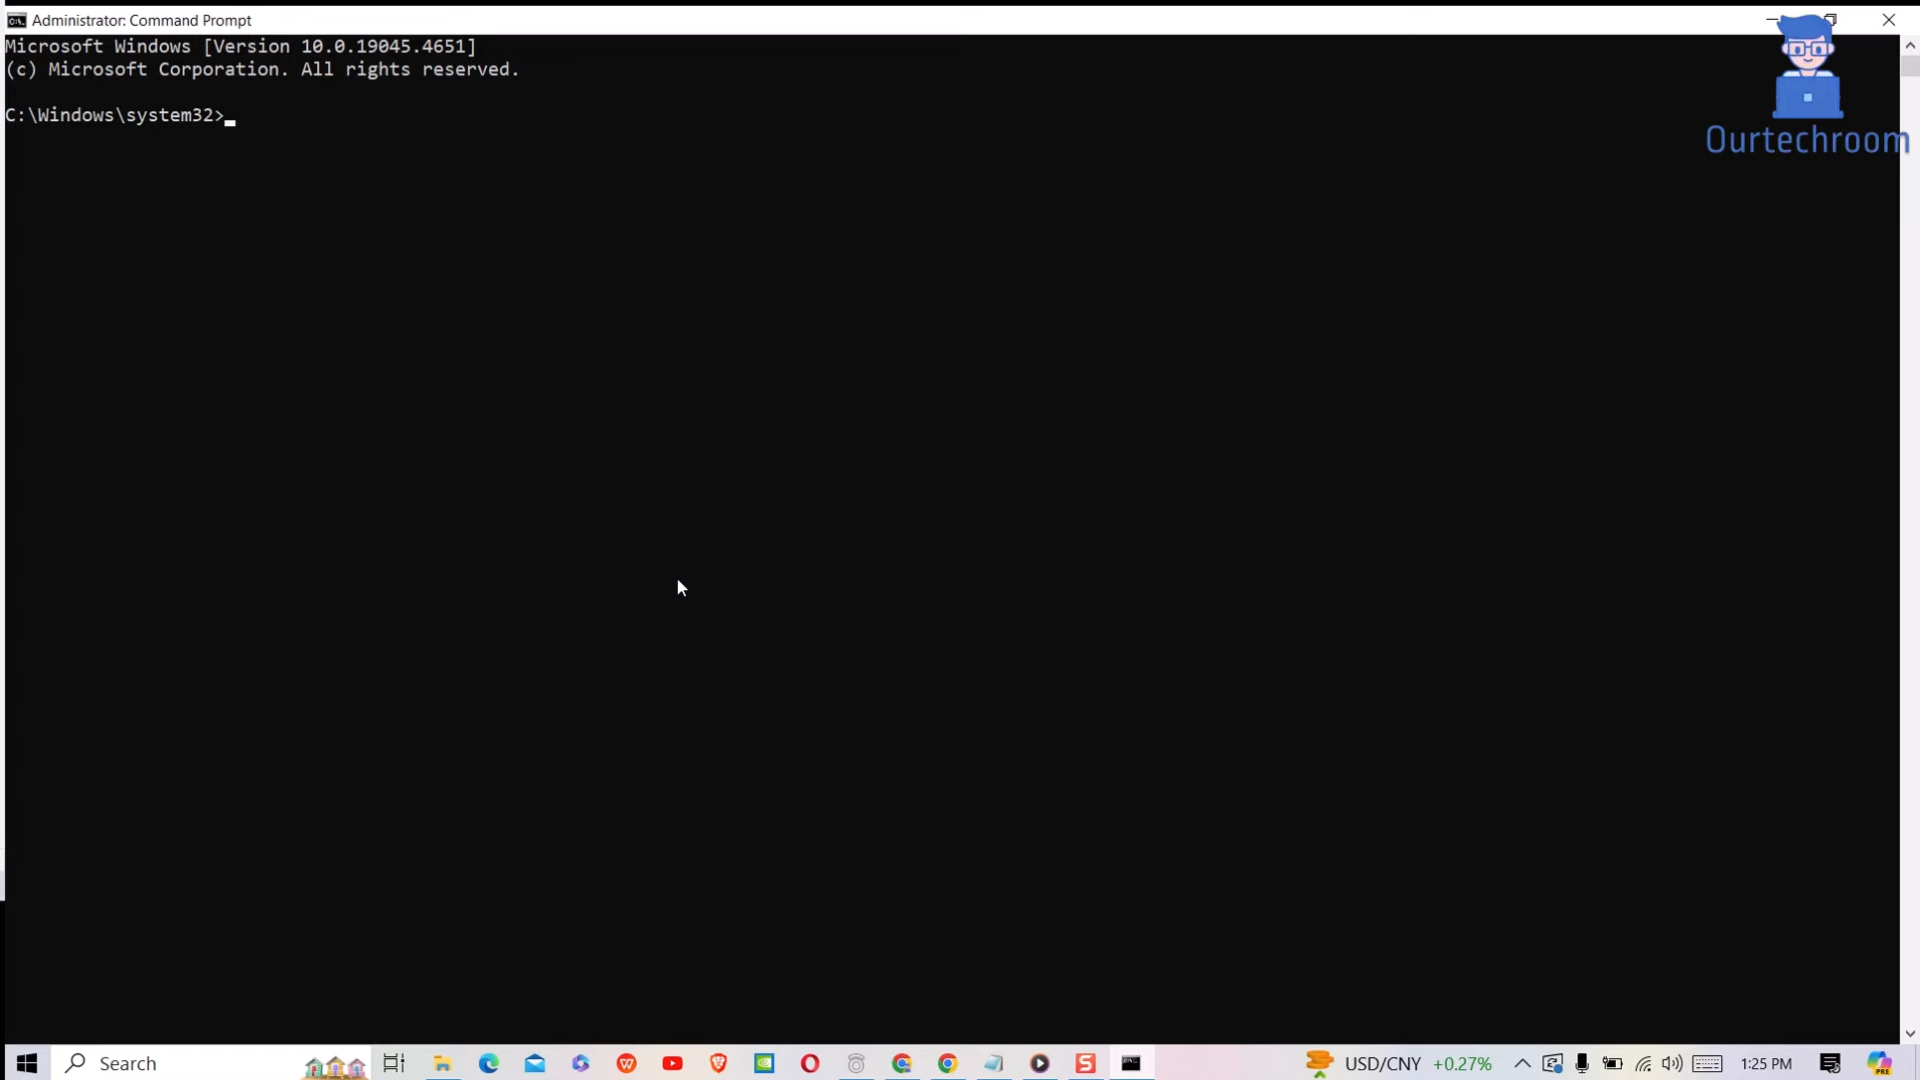 Administrator: Command Prompt
Microsoft Windows [Version 10.0.19045.4651]
(c) Microsoft Corporation. All rights reserved.
C:\Windows\system32>
Ourtechroom
Search
USD/CNY +0.27%
1:25 PM
PRE